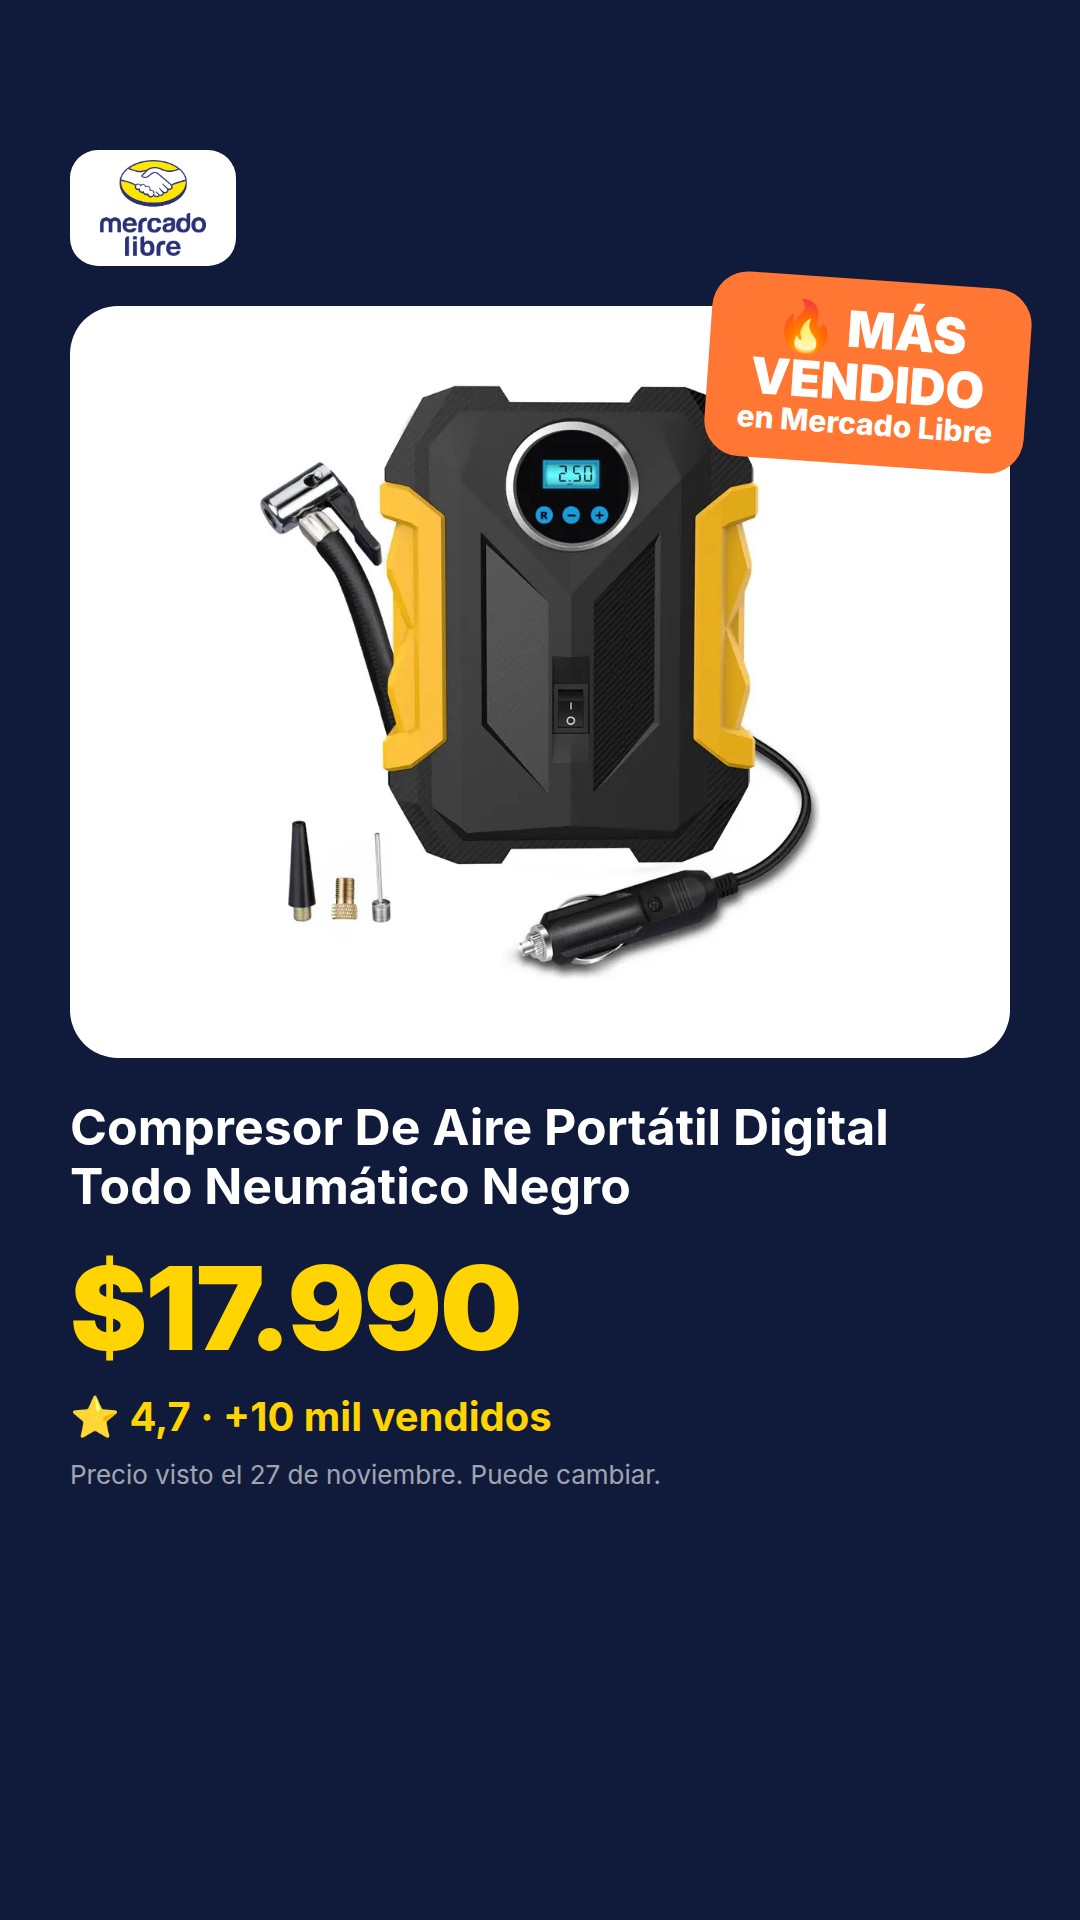 mercado
libre
🔥 MÁS
VENDIDO
en Mercado Libre
2.50
R − +
I
O
Compresor De Aire Portátil Digital
Todo Neumático Negro
$17.990
⭐ 4,7 · +10 mil vendidos
Precio visto el 27 de noviembre. Puede cambiar.